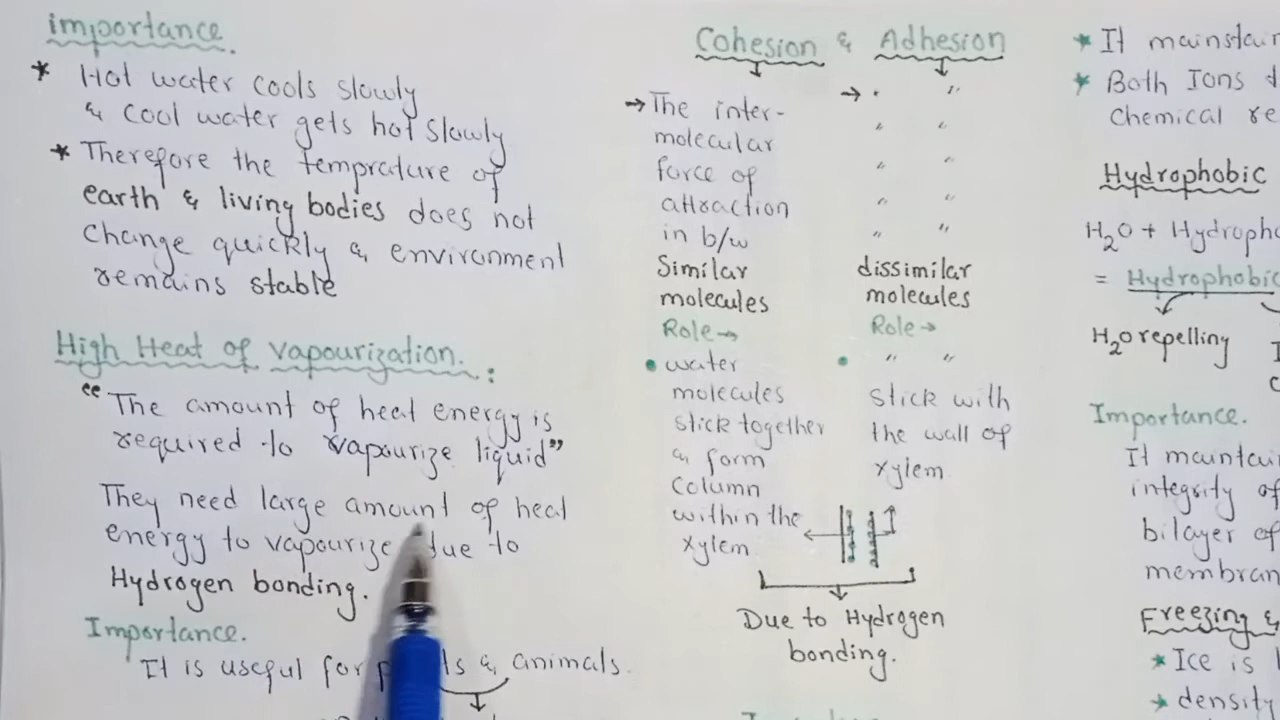 importance.
* Hot water cools slowly
& cool water gets hot slowly
* Therefore the temprature of
earth & living bodies does not
change quickly & environment
remains stable
High Heat of vapourization. :
“ The amount of heat energy is
required to vapourize liquid”
They need large amount of heat
energy to vapourize due to
Hydrogen bonding.
Importance.
It is useful for & animals.
Cohesion & Adhesion
→ The inter-
molecular
force of
attraction
in b/w
Similar
molecules
Role →
• water
molecules
stick together
& form
column
within the
xylem.
→ " "
" "
" "
" "
" "
dissimilar
molecules
Role →
• " "
stick with
the wall of
xylem.
Due to Hydrogen
bonding.
* It
* Both Ions
Chemical
Hydrophobic
H₂O +
= Hydrophobic
H₂O repelling
Importance.
It
integrity of
bilayer of
Freezing &
* Ice is
* density